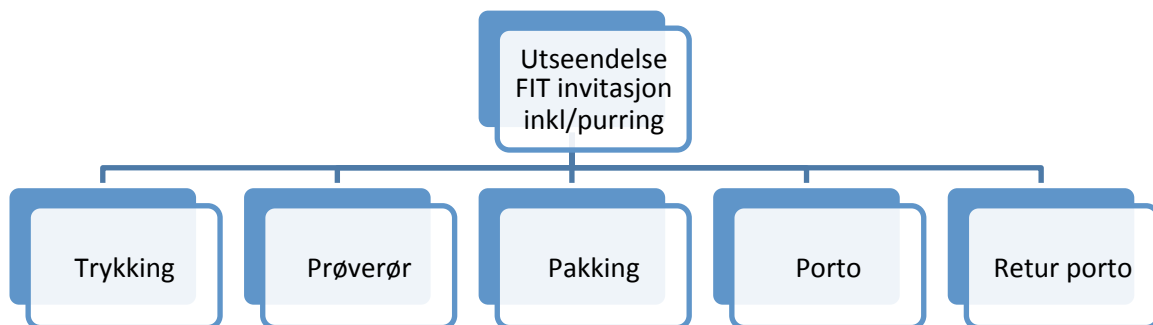 Utseendelse
FIT invitasjon
inkl/purring
Trykking
Prøverør
Pakking
Porto
Retur porto